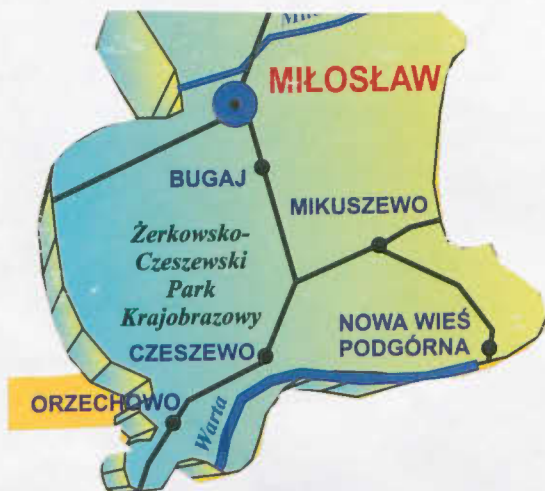 MIŁOSŁAW
BUGAJ
MIKUSZEWO
Żerkowsko-
Czeszewski
Park
Krajobrazowy
NOWA WIEŚ
PODGÓRNA
CZESZEWO
ORZECHOWO
Warta